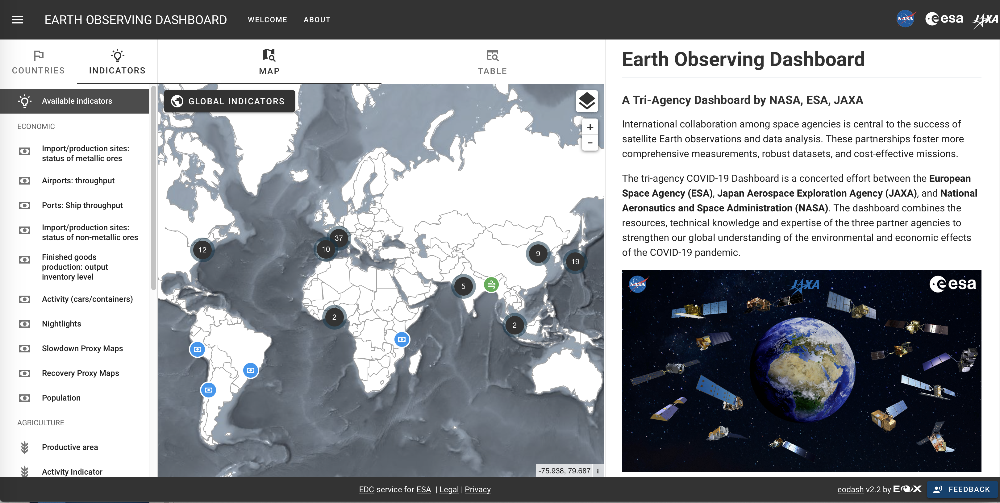 EARTH OBSERVING DASHBOARD
WELCOME
ABOUT
NASA
esa
JAXA
COUNTRIES
INDICATORS
MAP
TABLE
Available indicators
ECONOMIC
Import/production sites:
status of metallic ores
Airports: throughput
Ports: Ship throughput
Import/production sites:
status of non-metallic ores
Finished goods
production: output
inventory level
Activity (cars/containers)
Nightlights
Slowdown Proxy Maps
Recovery Proxy Maps
Population
AGRICULTURE
Productive area
Activity Indicator
GLOBAL INDICATORS
+
−
37
12
10
9
19
5
2
2
-75.938, 79.687
i
Earth Observing Dashboard
A Tri-Agency Dashboard by NASA, ESA, JAXA
International collaboration among space agencies is central to the success of
satellite Earth observations and data analysis. These partnerships foster more
comprehensive measurements, robust datasets, and cost-effective missions.
The tri-agency COVID-19 Dashboard is a concerted effort between the European
Space Agency (ESA), Japan Aerospace Exploration Agency (JAXA), and National
Aeronautics and Space Administration (NASA). The dashboard combines the
resources, technical knowledge and expertise of the three partner agencies to
strengthen our global understanding of the environmental and economic effects
of the COVID-19 pandemic.
NASA
JAXA
esa
EDC service for ESA | Legal | Privacy
eodash v2.2 by EOX
FEEDBACK